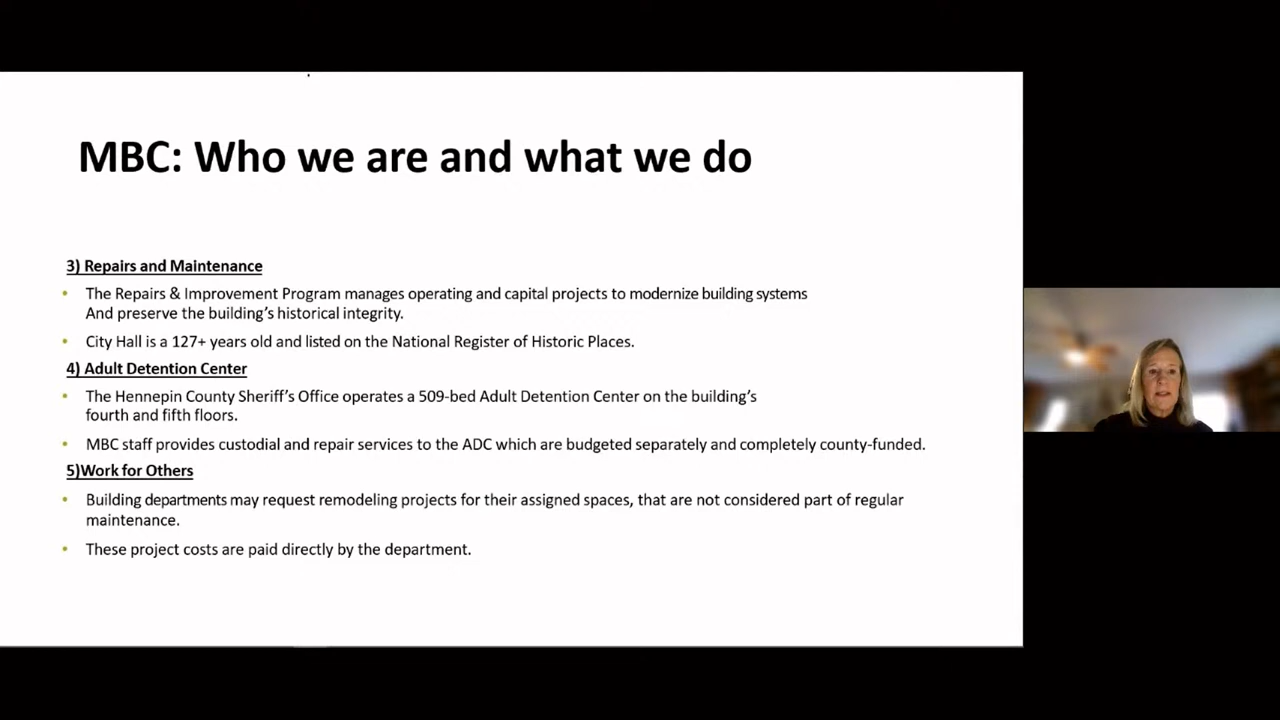 MBC: Who we are and what we do
3) Repairs and Maintenance
• The Repairs & Improvement Program manages operating and capital projects to modernize building systems
And preserve the building's historical integrity.
• City Hall is a 127+ years old and listed on the National Register of Historic Places.
4) Adult Detention Center
• The Hennepin County Sheriff's Office operates a 509-bed Adult Detention Center on the building's
fourth and fifth floors.
• MBC staff provides custodial and repair services to the ADC which are budgeted separately and completely county-funded.
5)Work for Others
• Building departments may request remodeling projects for their assigned spaces, that are not considered part of regular
maintenance.
• These project costs are paid directly by the department.